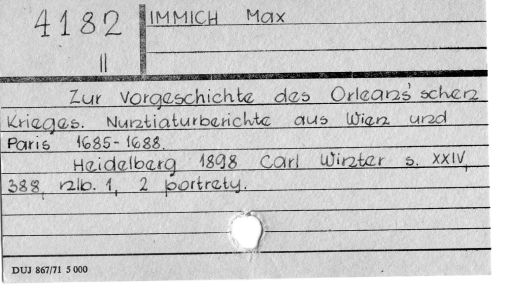 4182
II
IMMICH Max
Zur Vorgeschichte des Orleans'schen
Krieges. Nuntiaturberichte aus Wien und
Paris 1685-1688.
Heidelberg 1898 Carl Winter s. XXIV,
388, nlb. 1, 2 portrety.
DUJ 867/71 5 000